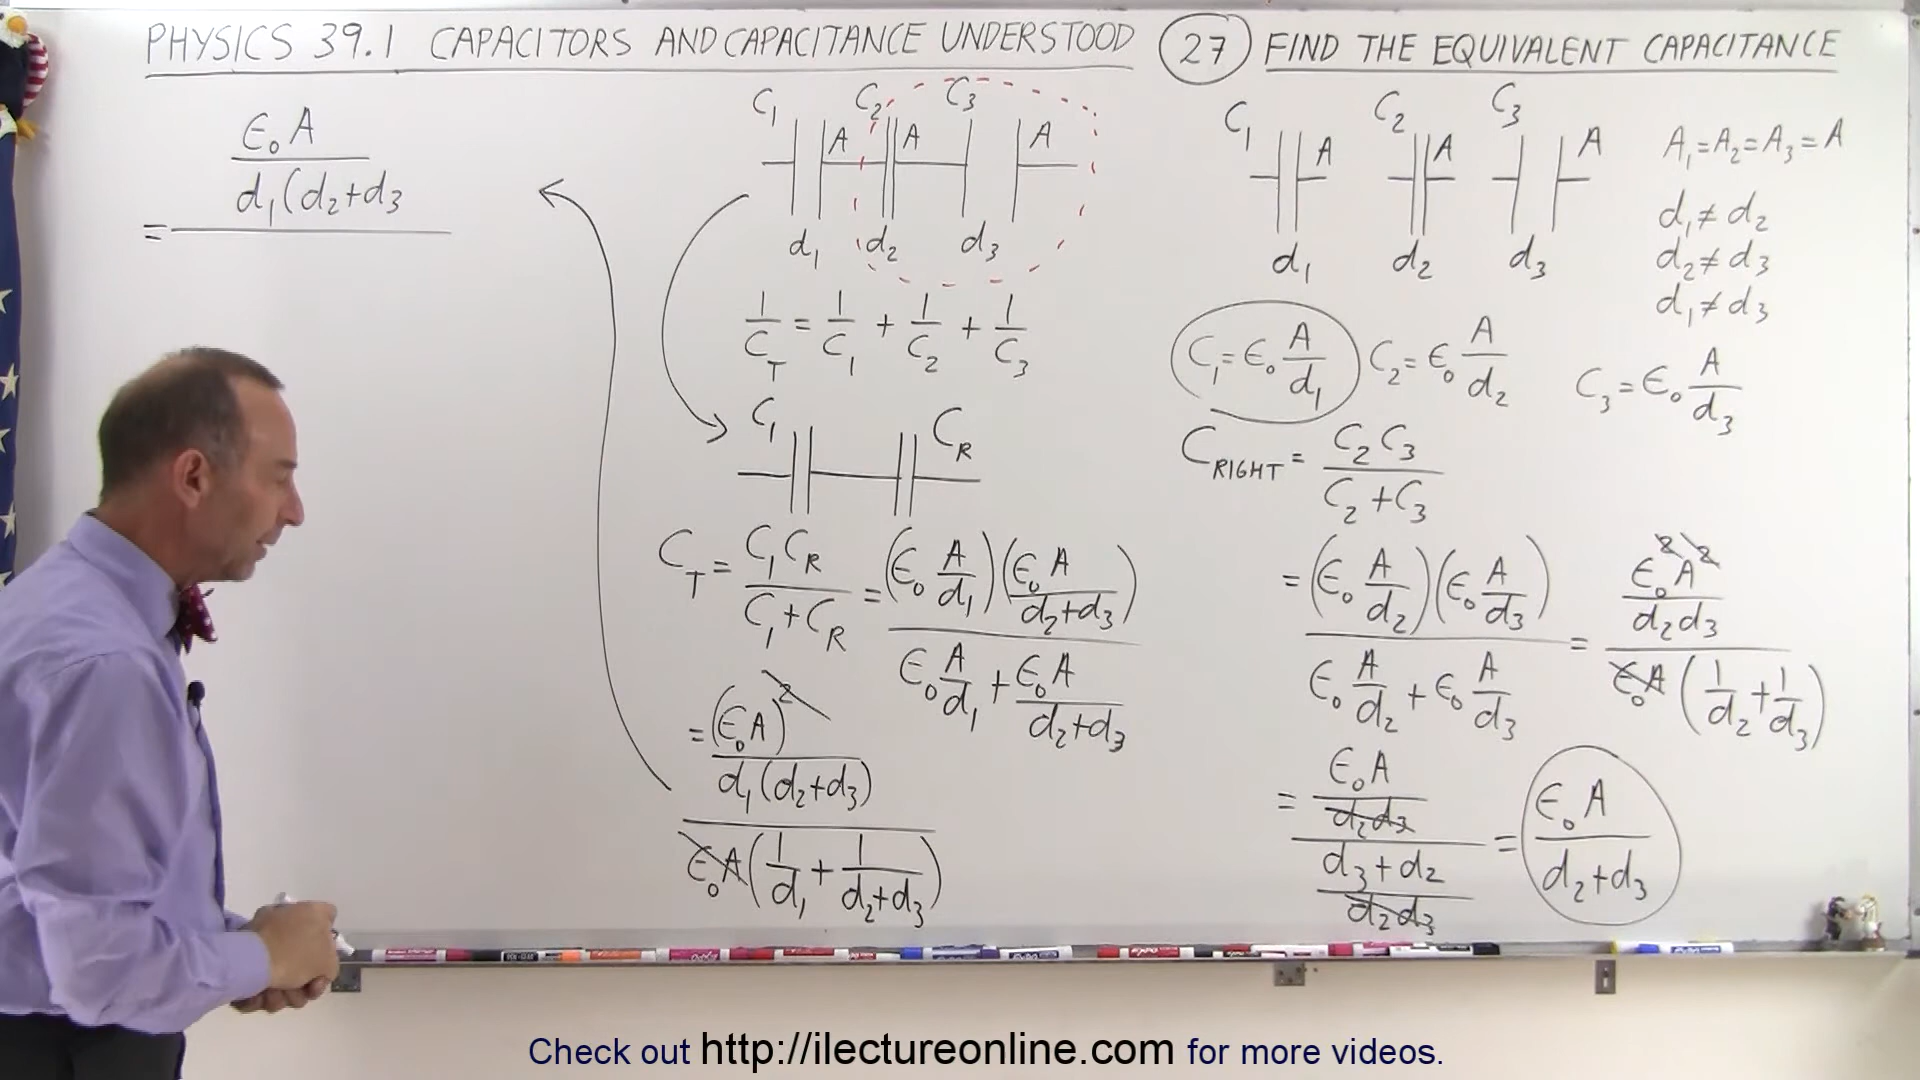 PHYSICS 39.1 CAPACITORS AND CAPACITANCE UNDERSTOOD (27) FIND THE EQUIVALENT CAPACITANCE
ϵ₀A
d₁(d₂+d₃
=
C₁ C₂ C₃
A A A
d₁ d₂ d₃
1/C_T = 1/C₁ + 1/C₂ + 1/C₃
C₁ C_R
C_T = C₁C_R / C₁+C_R = (ϵ₀ A/d₁)(ϵ₀A / d₂+d₃) / ϵ₀ A/d₁ + ϵ₀A / d₂+d₃
= (ϵ₀A)² / d₁(d₂+d₃)
ϵ₀A (1/d₁ + 1 / d₂+d₃)
C₁ C₂ C₃
A A A
d₁ d₂ d₃
A₁=A₂=A₃=A
d₁≠d₂
d₂≠d₃
d₁≠d₃
C₁=ϵ₀ A/d₁ C₂=ϵ₀ A/d₂ C₃=ϵ₀ A/d₃
C_RIGHT = C₂C₃ / C₂+C₃
= (ϵ₀ A/d₂)(ϵ₀ A/d₃) / ϵ₀ A/d₂ + ϵ₀ A/d₃ = ϵ₀²A² / d₂d₃
ϵ₀A (1/d₂ + 1/d₃)
= ϵ₀A / d₂d₃
d₃+d₂ / d₂d₃
= ϵ₀A / d₂+d₃
Check out http://ilectureonline.com for more videos.